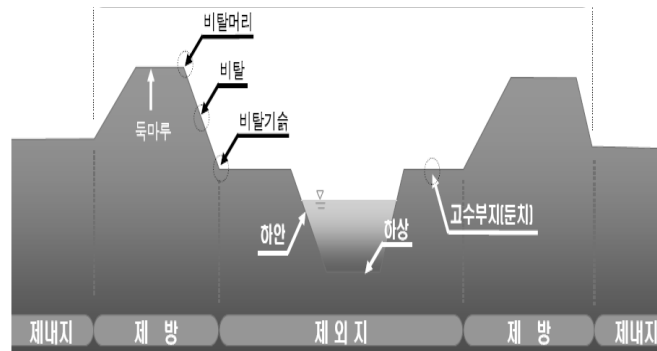 비탈머리
비탈
둑마루
비탈기슭
고수부지(둔치)
하안
하상
제내지
제 방
제 외 지
제 방
제내지